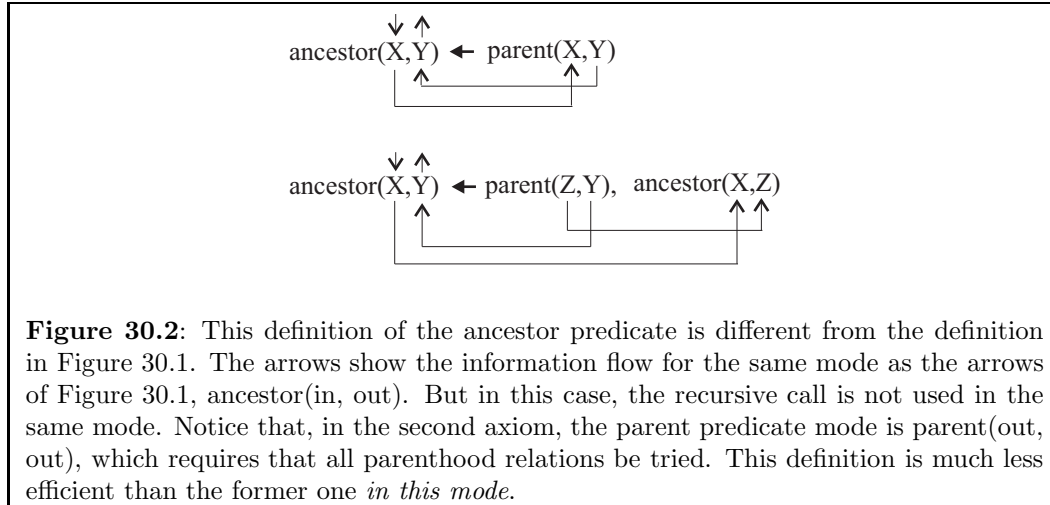 ancestor(X,Y) ← parent(X,Y)
ancestor(X,Y) ← parent(Z,Y), ancestor(X,Z)
Figure 30.2: This definition of the ancestor predicate is different from the definition
in Figure 30.1. The arrows show the information flow for the same mode as the arrows
of Figure 30.1, ancestor(in, out). But in this case, the recursive call is not used in the
same mode. Notice that, in the second axiom, the parent predicate mode is parent(out,
out), which requires that all parenthood relations be tried. This definition is much less
efficient than the former one in this mode.